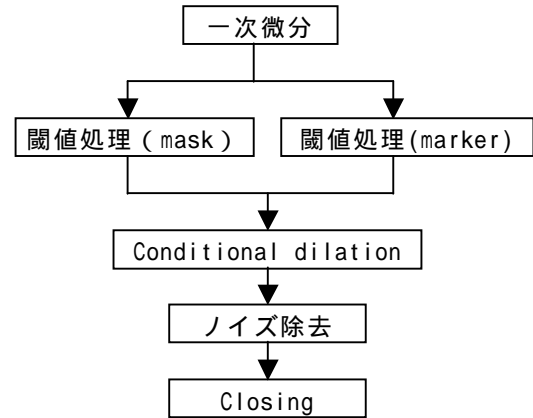 一次微分
閾値処理（mask）
閾値処理(marker)
Conditional dilation
ノイズ除去
Closing